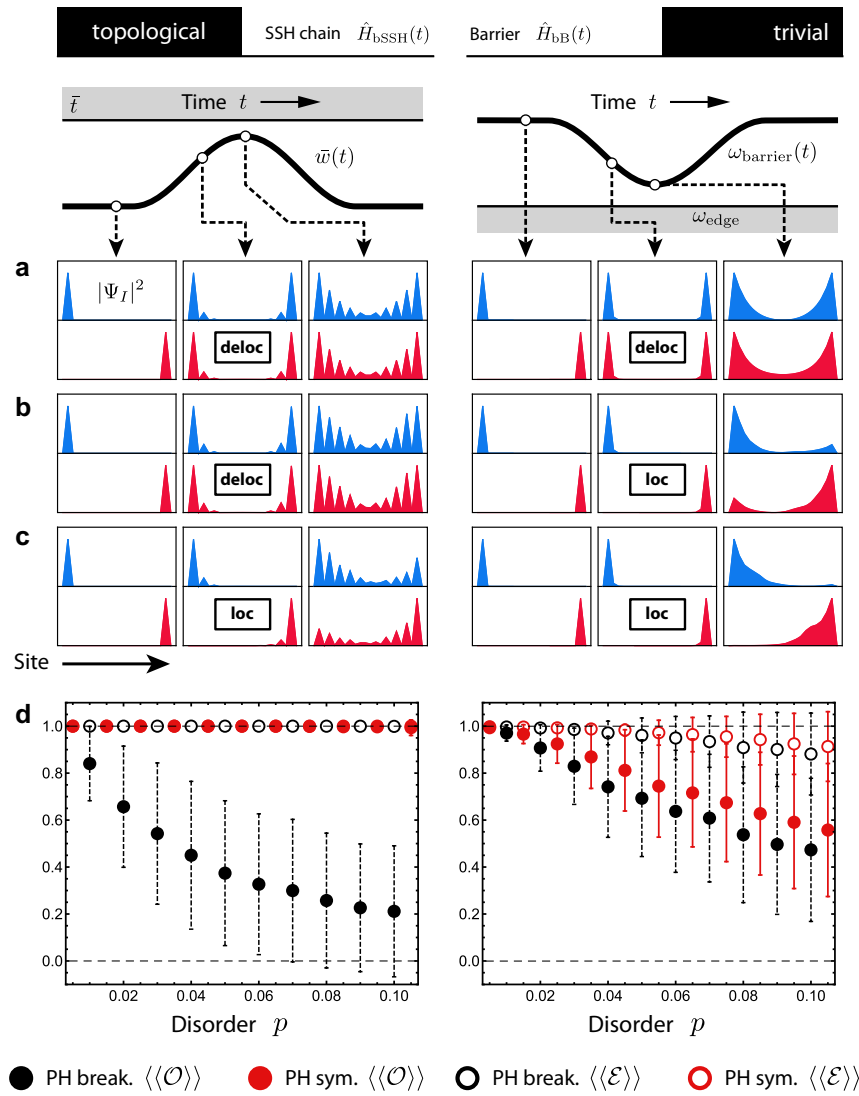 topological SSH chain Ĥ_bSSH(t) Barrier Ĥ_bB(t) trivial
t̄ Time t Time t
w̄(t) ω_barrier(t)
ω_edge
a |Ψ_I|²
deloc deloc
b
deloc loc
c
loc loc
Site
d
1.0 1.0
0.8 0.8
0.6 0.6
0.4 0.4
0.2 0.2
0.0 0.0
0.02 0.04 0.06 0.08 0.10 0.02 0.04 0.06 0.08 0.10
Disorder p Disorder p
PH break. ⟨⟨𝒪⟩⟩ PH sym. ⟨⟨𝒪⟩⟩ PH break. ⟨⟨ℰ⟩⟩ PH sym. ⟨⟨ℰ⟩⟩